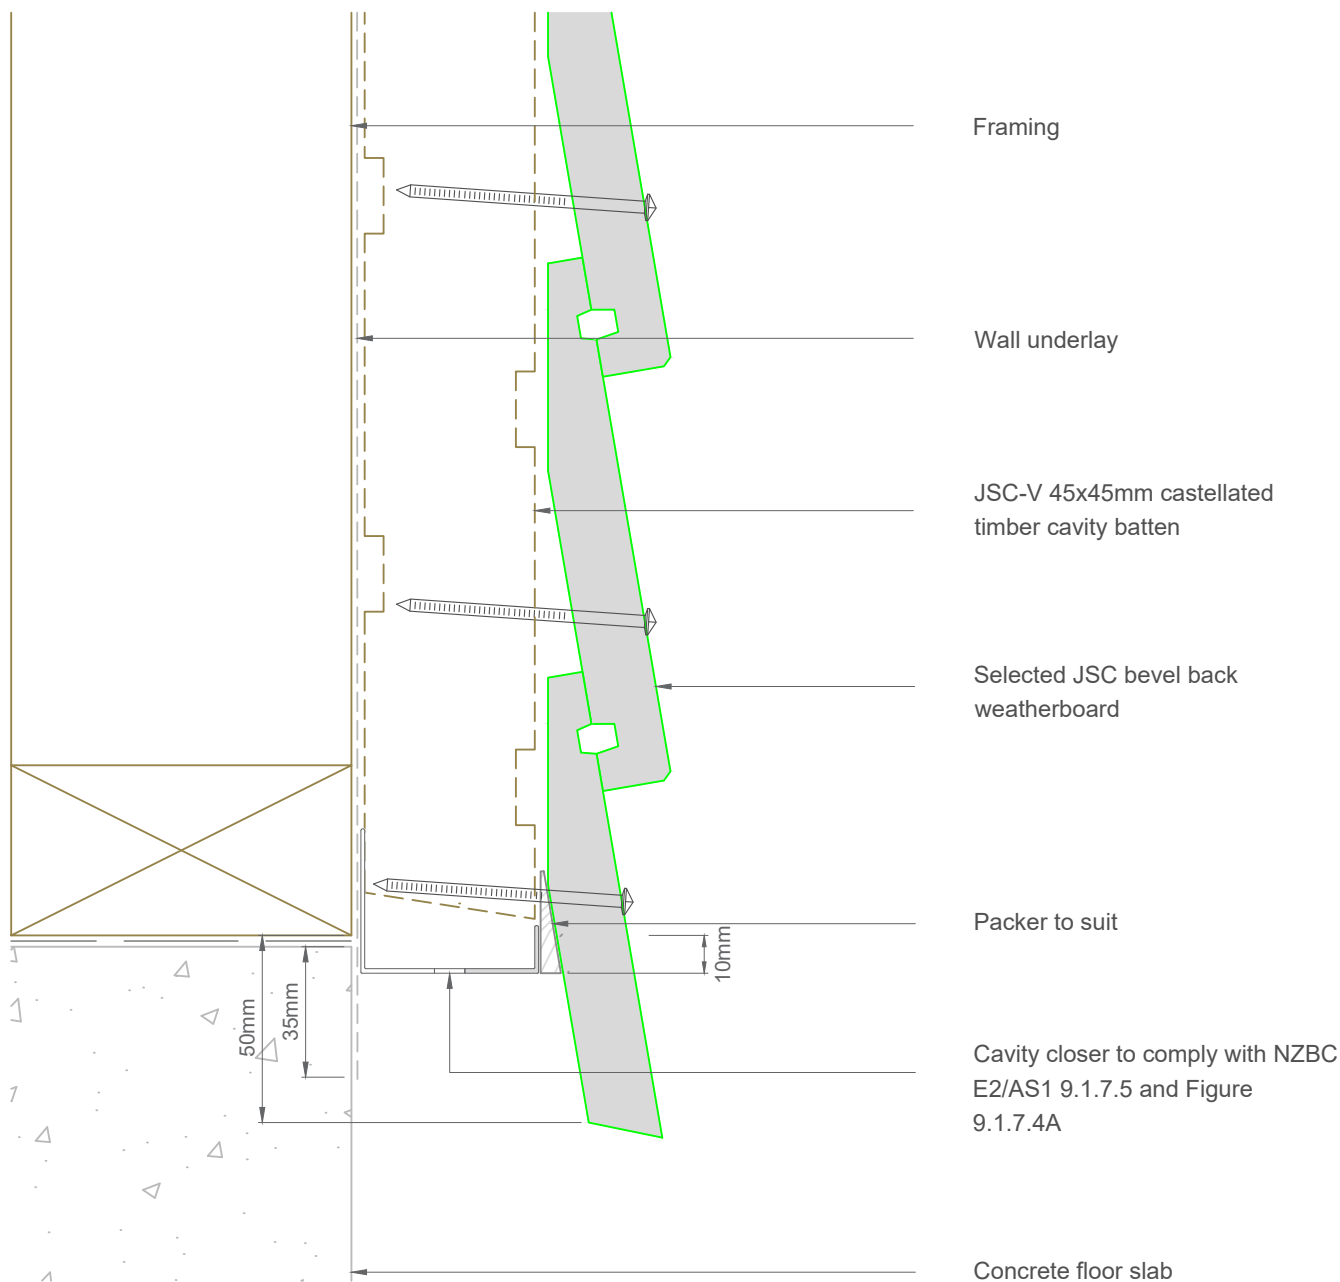 Framing
Wall underlay
JSC-V 45x45mm castellated
timber cavity batten
Selected JSC bevel back
weatherboard
Packer to suit
10mm
50mm
35mm
Cavity closer to comply with NZBC
E2/AS1 9.1.7.5 and Figure
9.1.7.4A
Concrete floor slab